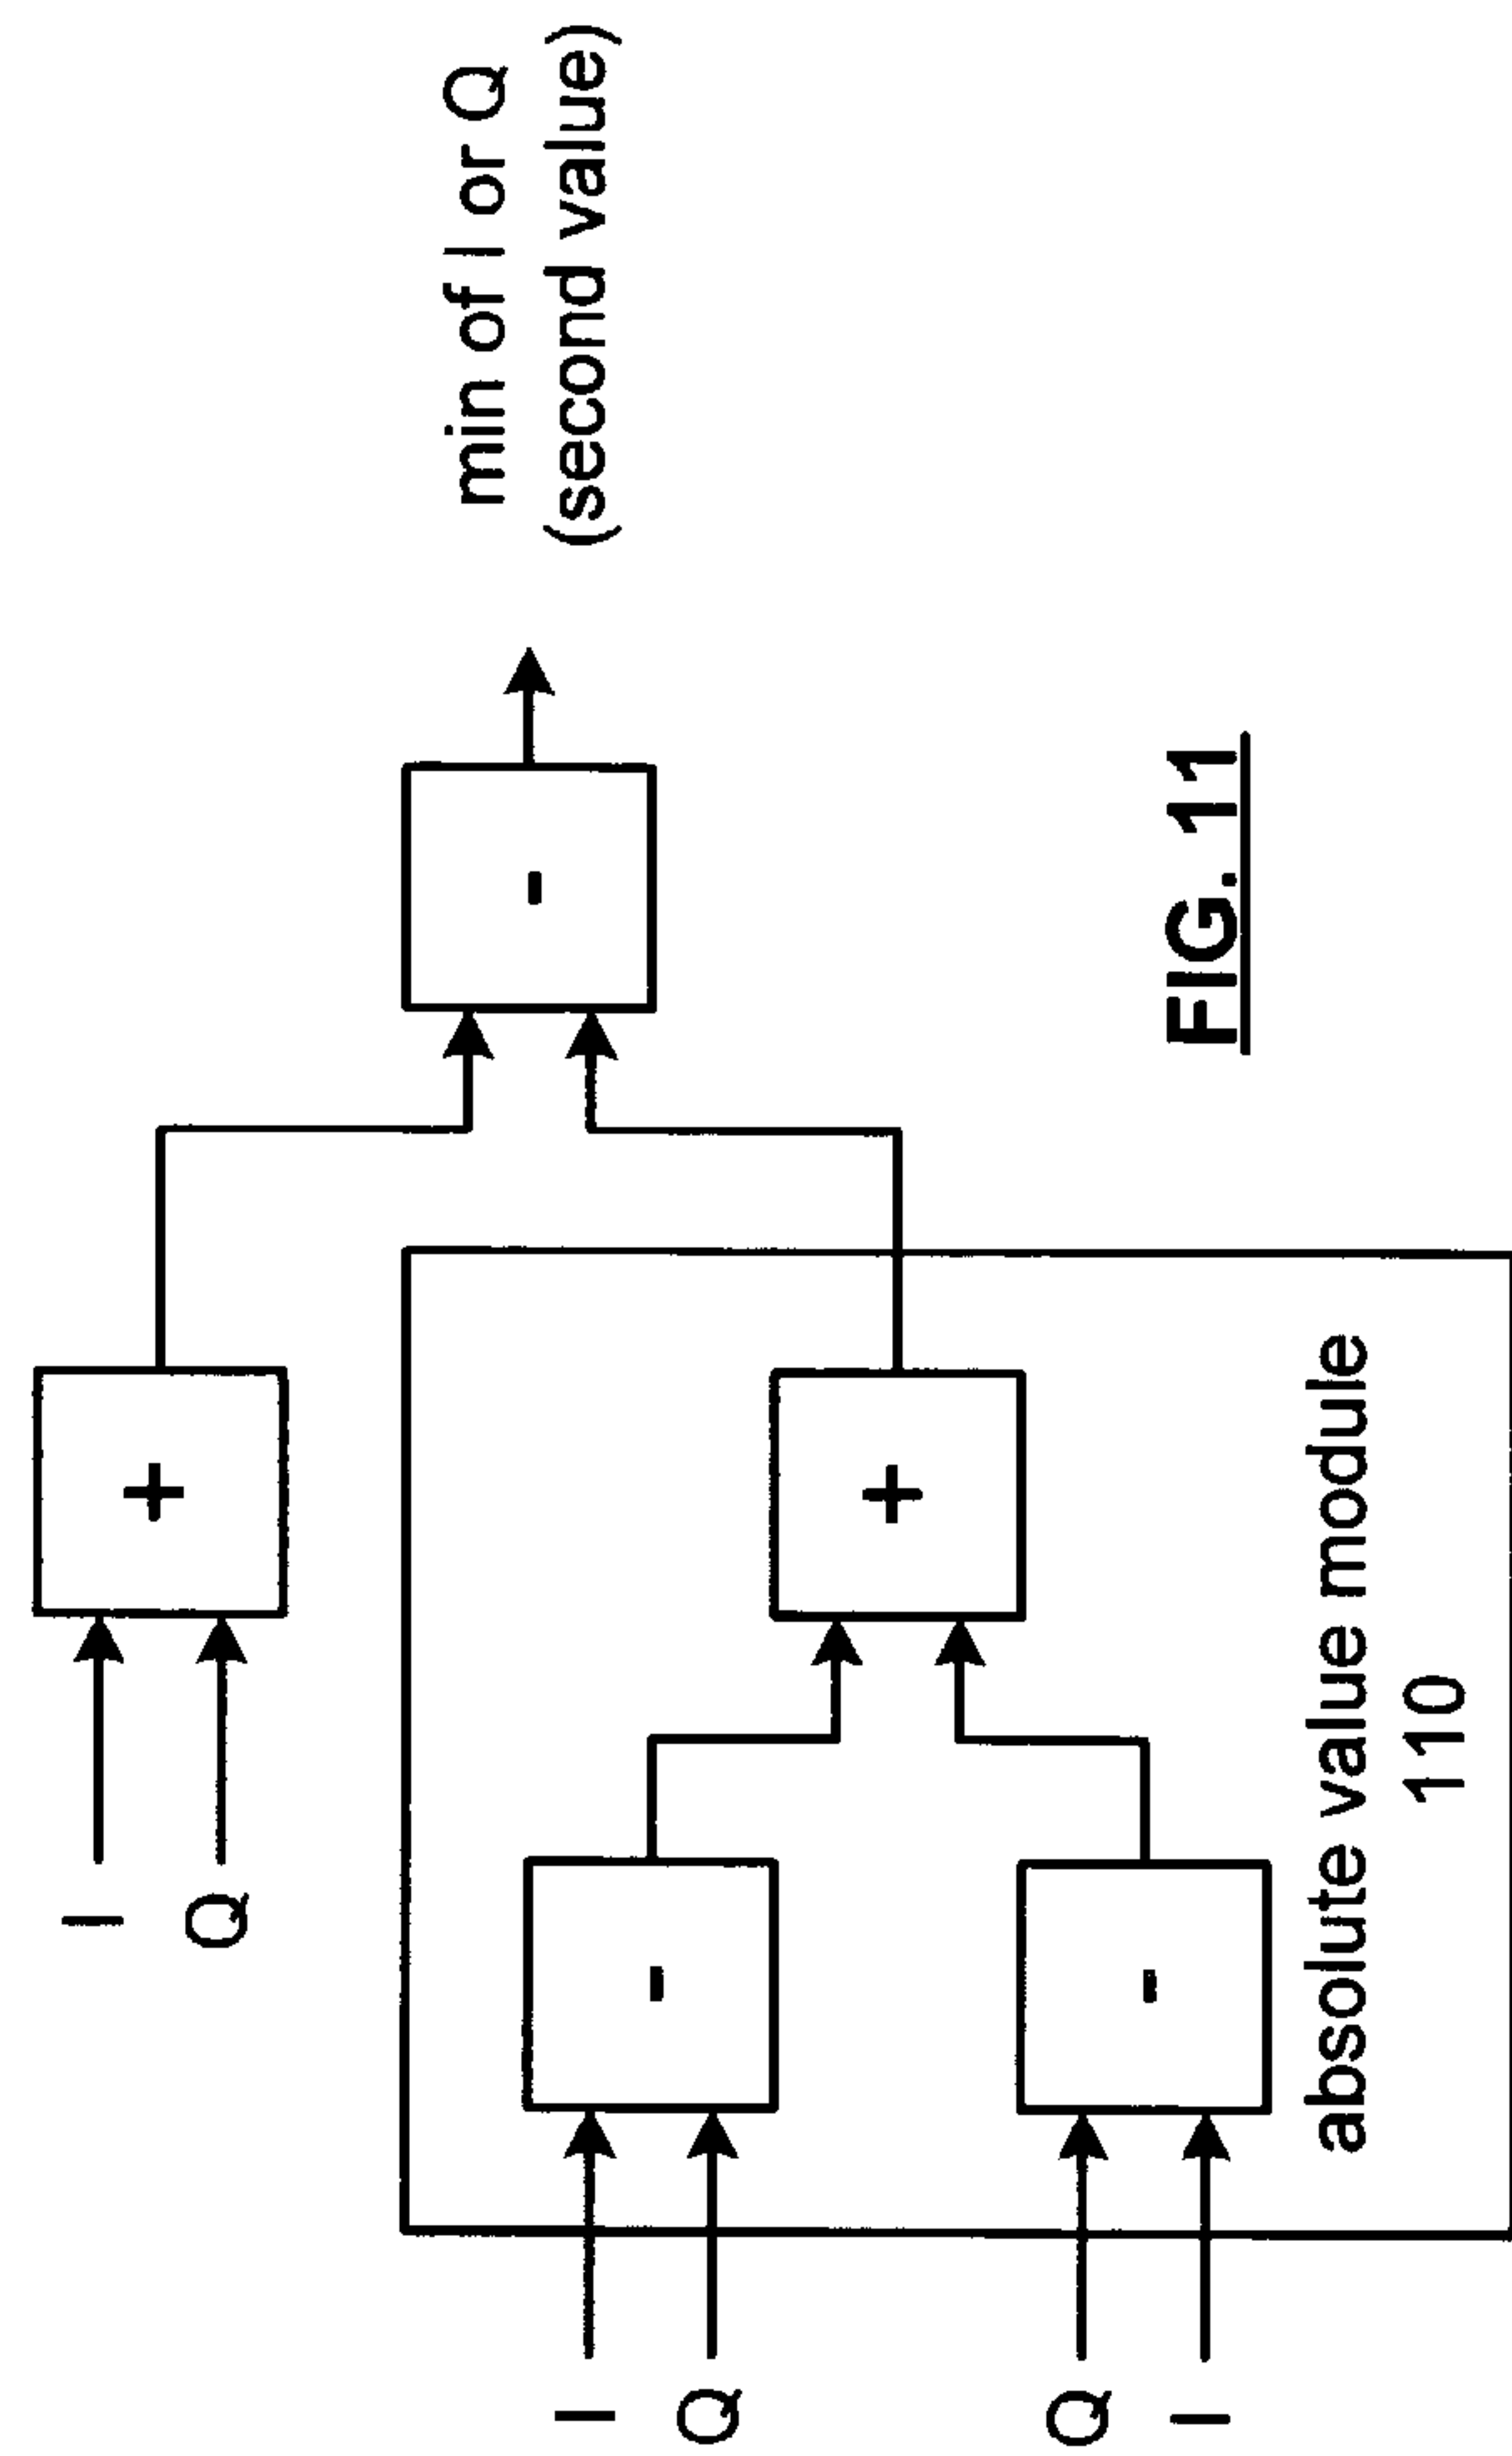 I
Q
+
I
Q
-
Q
I
-
+
absolute value module
110
-
min of I or Q
(second value)
FIG. 11